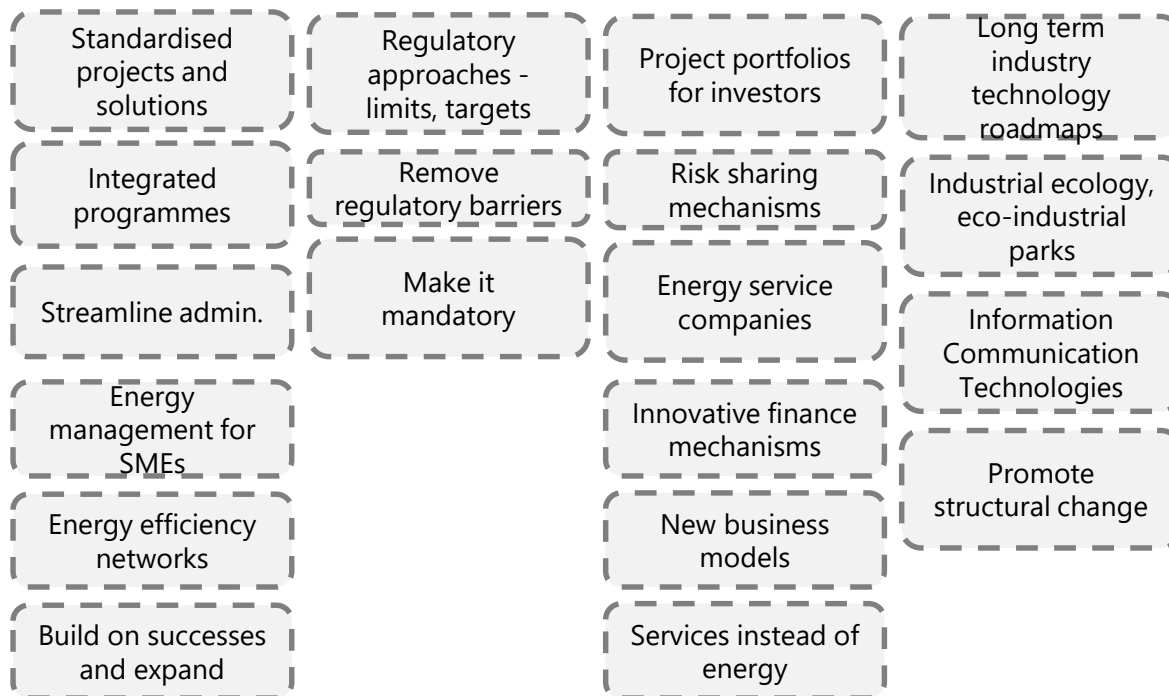 Standardised
projects and
solutions
Integrated
programmes
Streamline admin.
Energy
management for
SMEs
Energy efficiency
networks
Build on successes
and expand
Regulatory
approaches -
limits, targets
Remove
regulatory barriers
Make it
mandatory
Project portfolios
for investors
Risk sharing
mechanisms
Energy service
companies
Innovative finance
mechanisms
New business
models
Services instead of
energy
Long term
industry
technology
roadmaps
Industrial ecology,
eco-industrial
parks
Information
Communication
Technologies
Promote
structural change